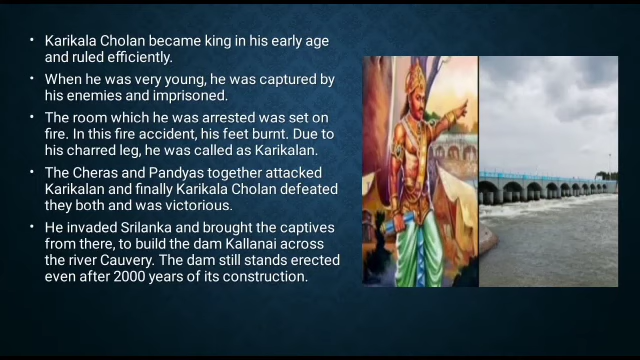 • Karikala Cholan became king in his early age
and ruled efficiently.
• When he was very young, he was captured by
his enemies and imprisoned.
• The room which he was arrested was set on
fire. In this fire accident, his feet burnt. Due to
his charred leg, he was called as Karikalan.
• The Cheras and Pandyas together attacked
Karikalan and finally Karikala Cholan defeated
they both and was victorious.
• He invaded Srilanka and brought the captives
from there, to build the dam Kallanai across
the river Cauvery. The dam still stands erected
even after 2000 years of its construction.